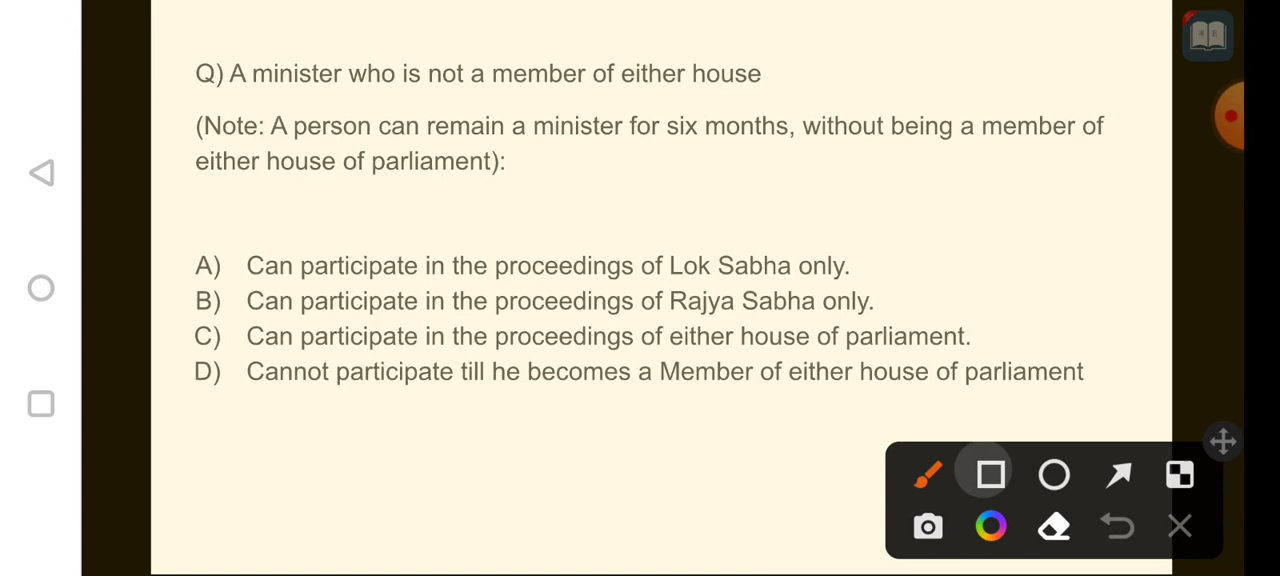 Q) A minister who is not a member of either house
(Note: A person can remain a minister for six months, without being a member of
either house of parliament):
A) Can participate in the proceedings of Lok Sabha only.
B) Can participate in the proceedings of Rajya Sabha only.
C) Can participate in the proceedings of either house of parliament.
D) Cannot participate till he becomes a Member of either house of parliament